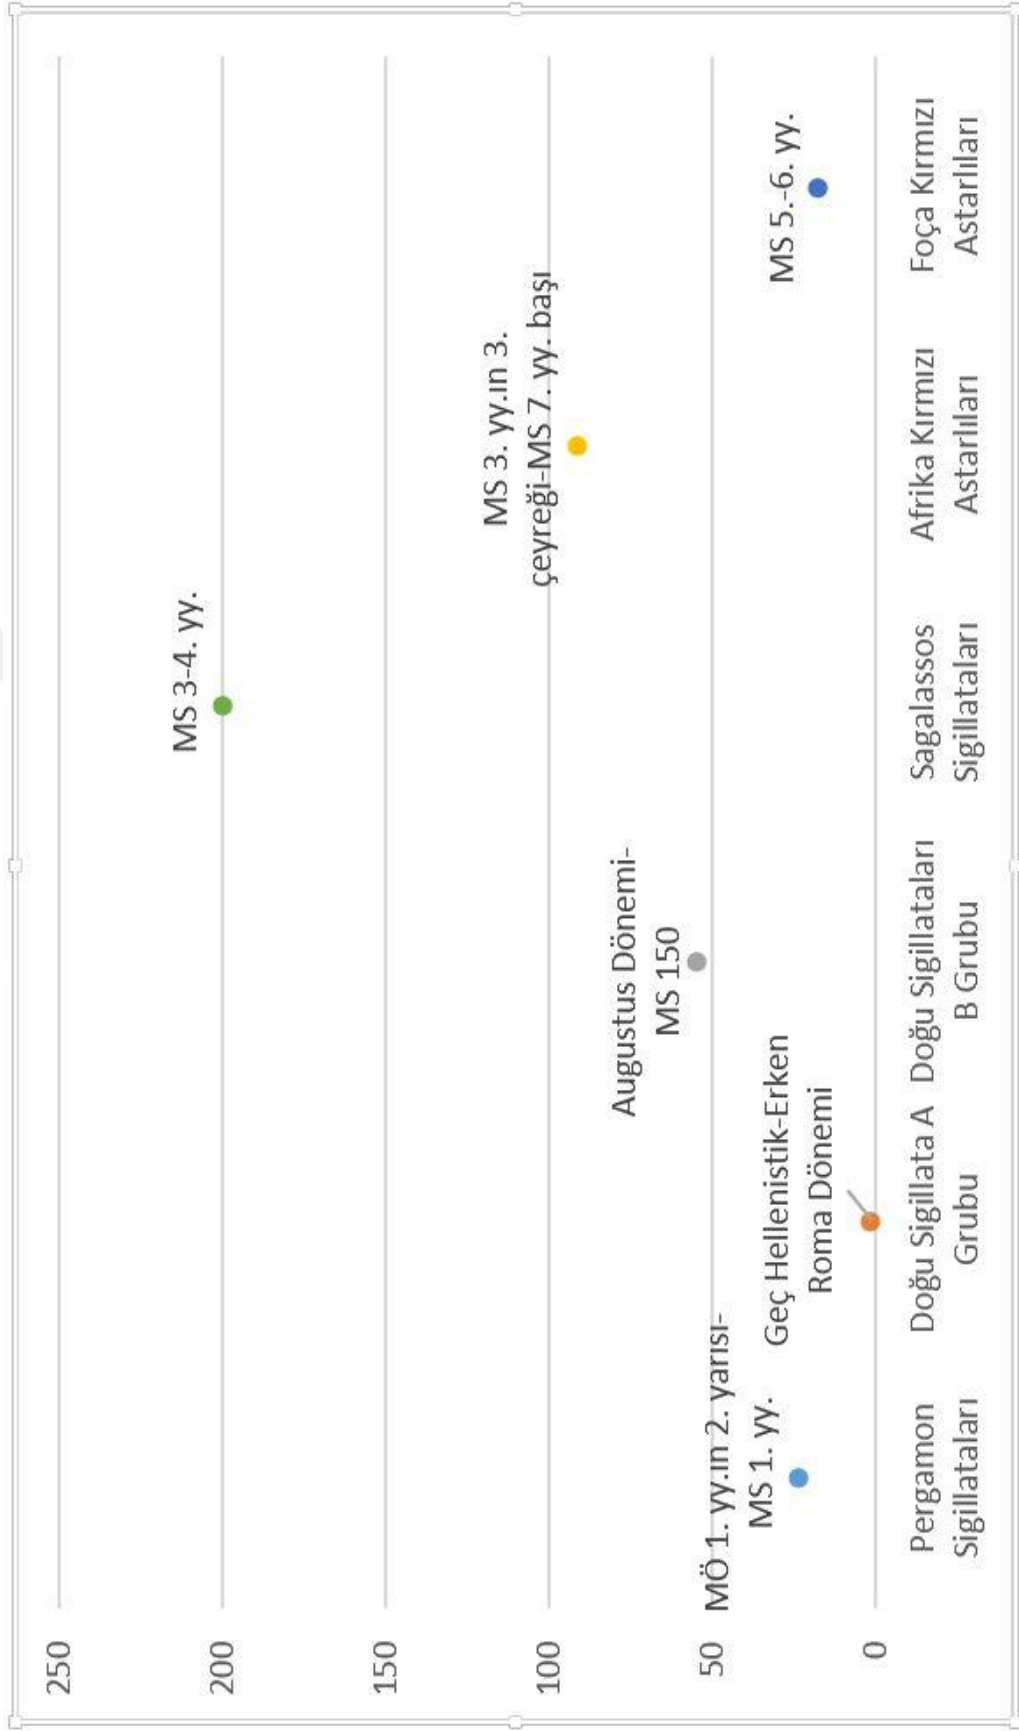 250
200
150
100
50
0
MÖ 1. yy.ın 2. yarısı-
MS 1. yy.
Geç Hellenistik-Erken
Roma Dönemi
Augustus Dönemi-
MS 150
MS 3-4. yy.
MS 3. yy.ın 3.
çeyreği-MS 7. yy. başı
MS 5.-6. yy.
Pergamon
Sigillataları
Doğu Sigillata A
Grubu
Doğu Sigillataları
B Grubu
Sagalassos
Sigillataları
Afrika Kırmızı
Astarlıları
Foça Kırmızı
Astarlıları